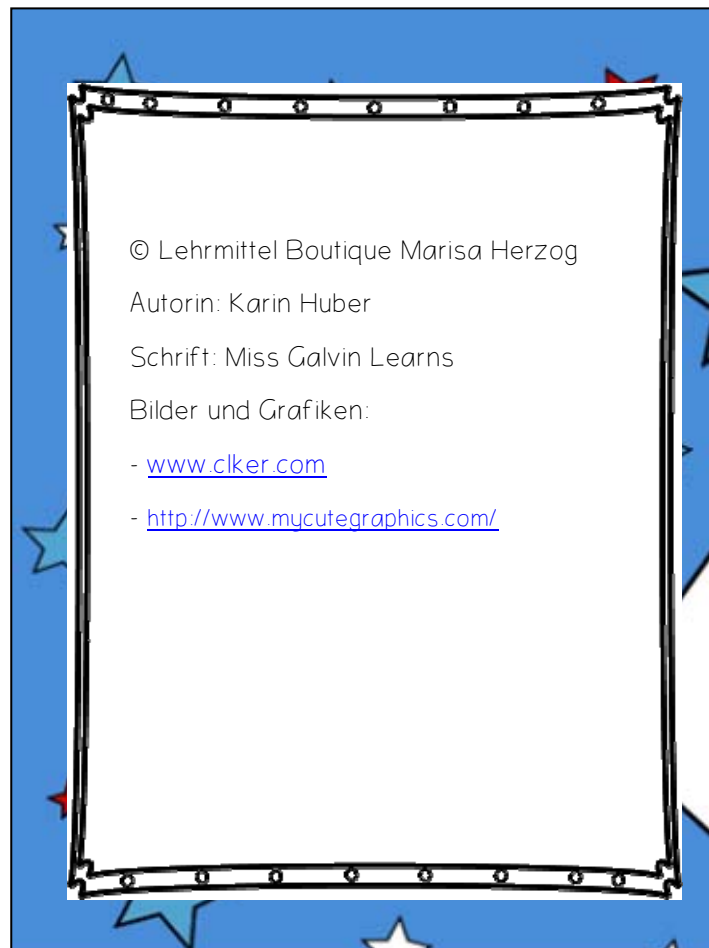 © Lehrmittel Boutique Marisa Herzog
Autorin: Karin Huber
Schrift: Miss Galvin Learns
Bilder und Grafiken:
- www.clker.com
- http://www.mycutegraphics.com/